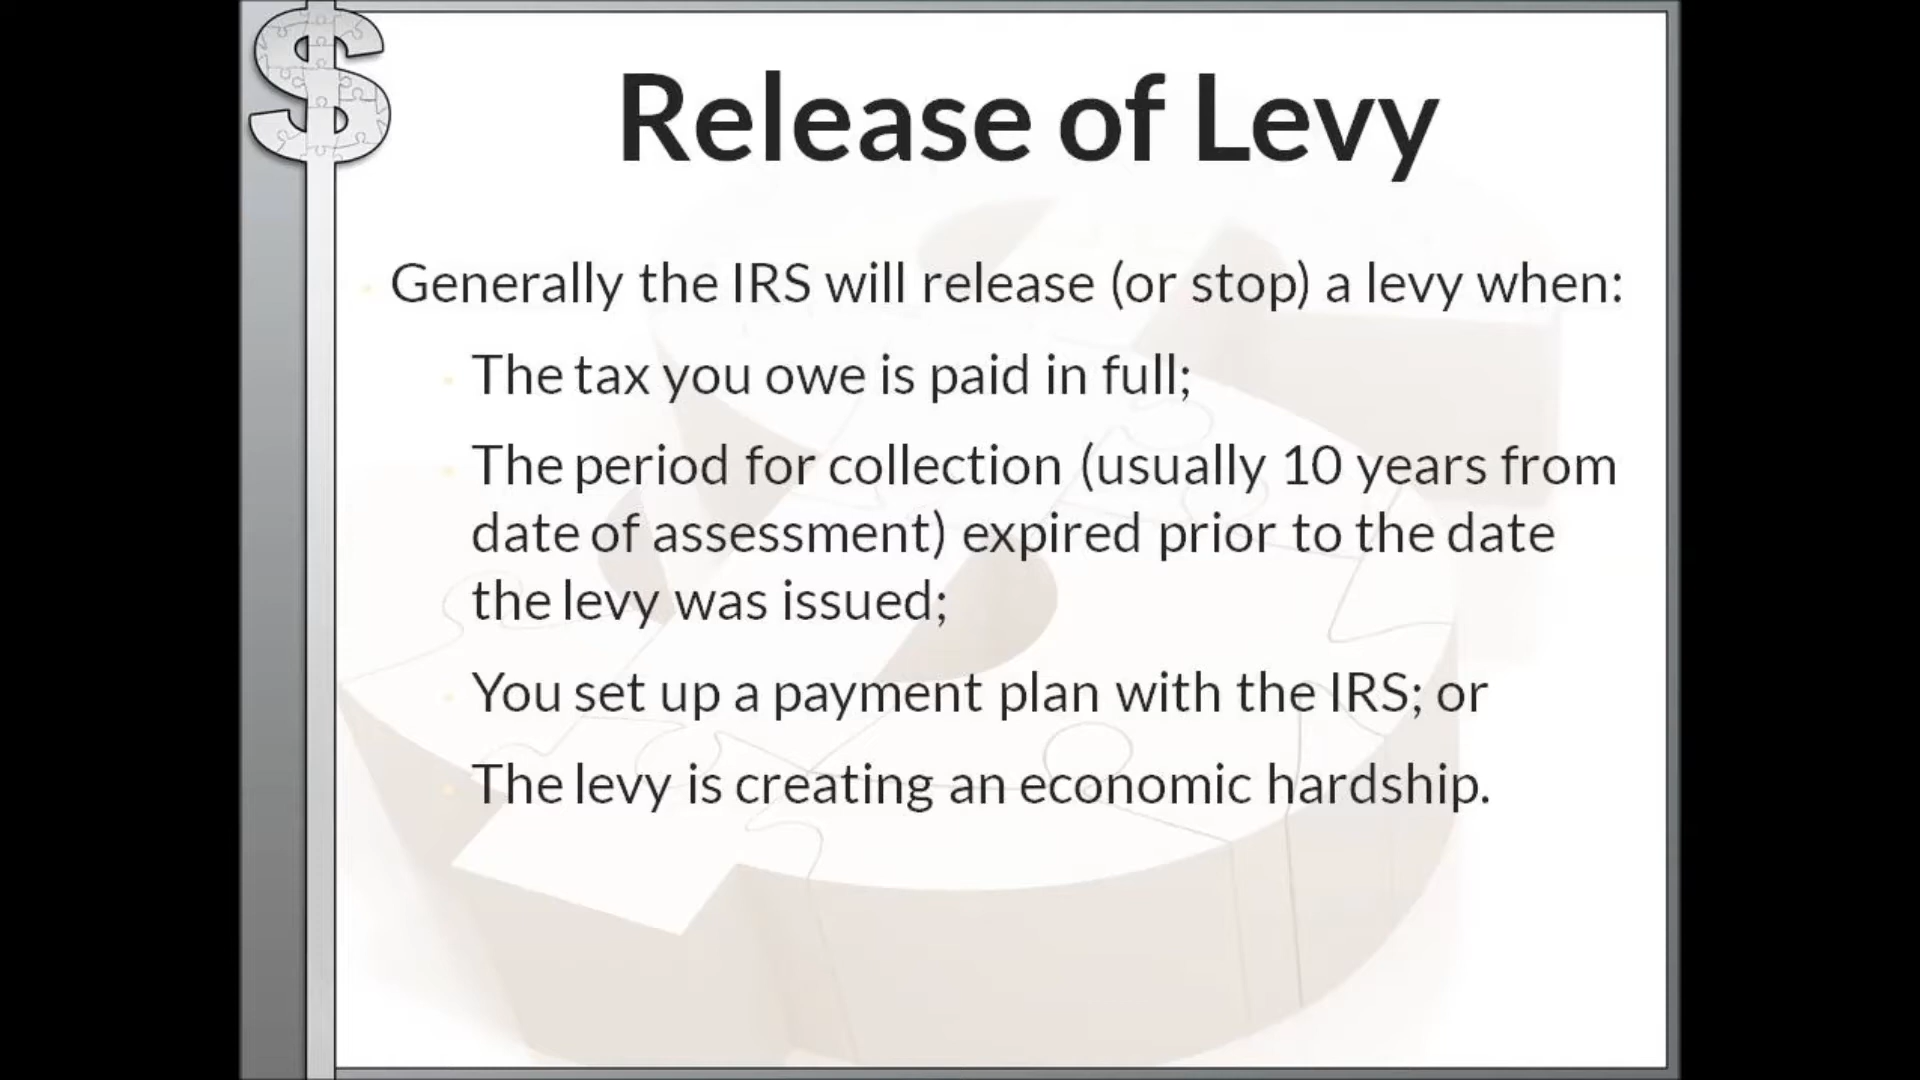 Release of Levy
Generally the IRS will release (or stop) a levy when:
The tax you owe is paid in full;
The period for collection (usually 10 years from
date of assessment) expired prior to the date
the levy was issued;
You set up a payment plan with the IRS; or
The levy is creating an economic hardship.